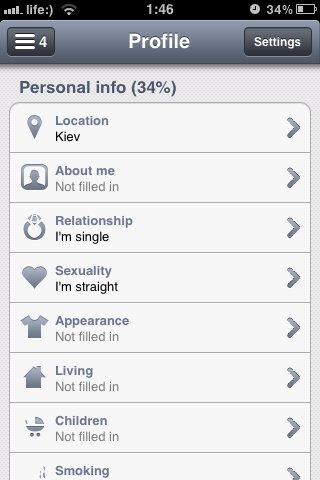 life:) 1:46 34%
4 Profile Settings
Personal info (34%)
Location
Kiev
About me
Not filled in
Relationship
I'm single
Sexuality
I'm straight
Appearance
Not filled in
Living
Not filled in
Children
Not filled in
Smoking